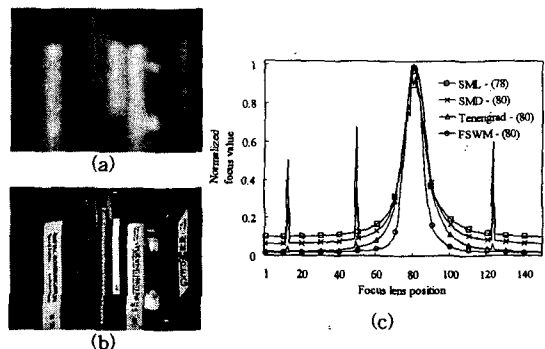 (a)
(b)
Normalized
focus value
1
0.8
0.6
0.4
0.2
0
SML - (78)
SMD - (80)
Tenengrad - (80)
FSWM - (80)
1 20 40 60 80 100 120 140
Focus lens position
(c)